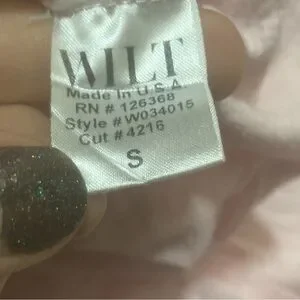 WILT
Made in U.S.A.
RN # 126368
Style # W034015
Cut # 4216
S